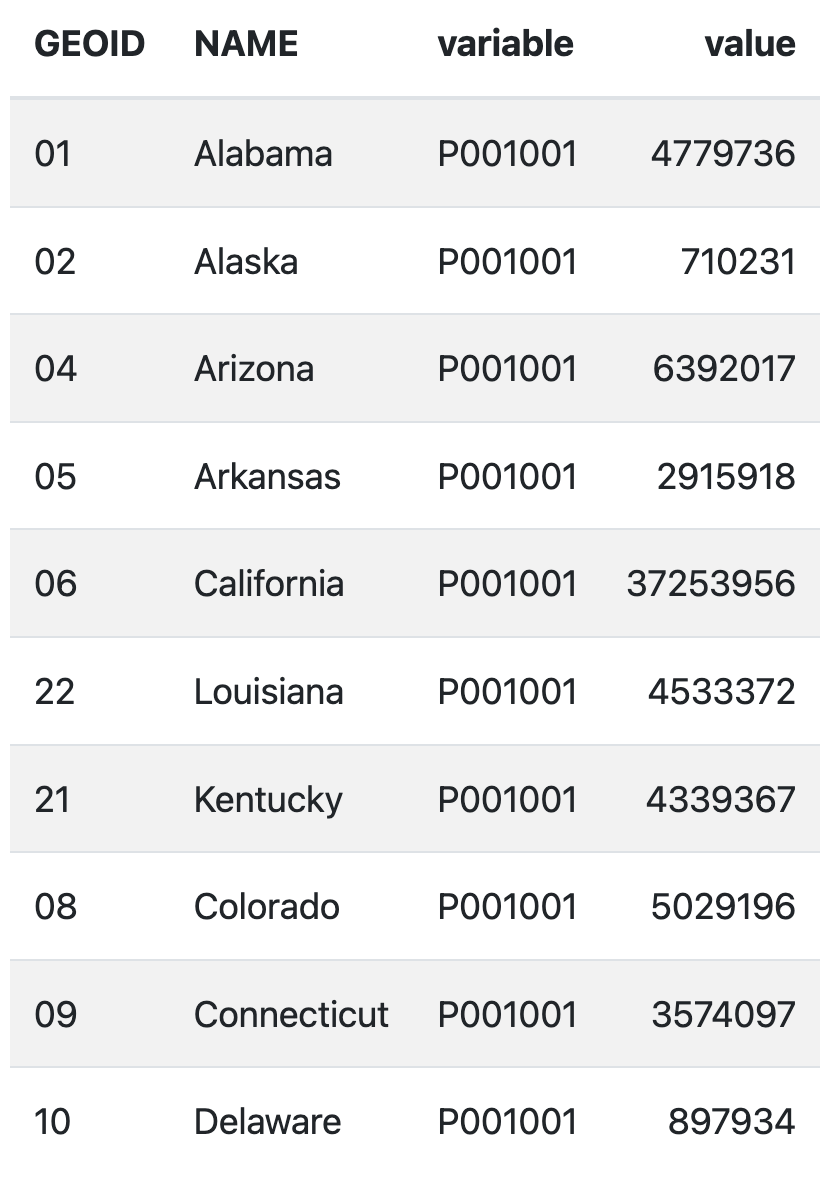 GEOID NAME variable value
01 Alabama P001001 4779736
02 Alaska P001001 710231
04 Arizona P001001 6392017
05 Arkansas P001001 2915918
06 California P001001 37253956
22 Louisiana P001001 4533372
21 Kentucky P001001 4339367
08 Colorado P001001 5029196
09 Connecticut P001001 3574097
10 Delaware P001001 897934